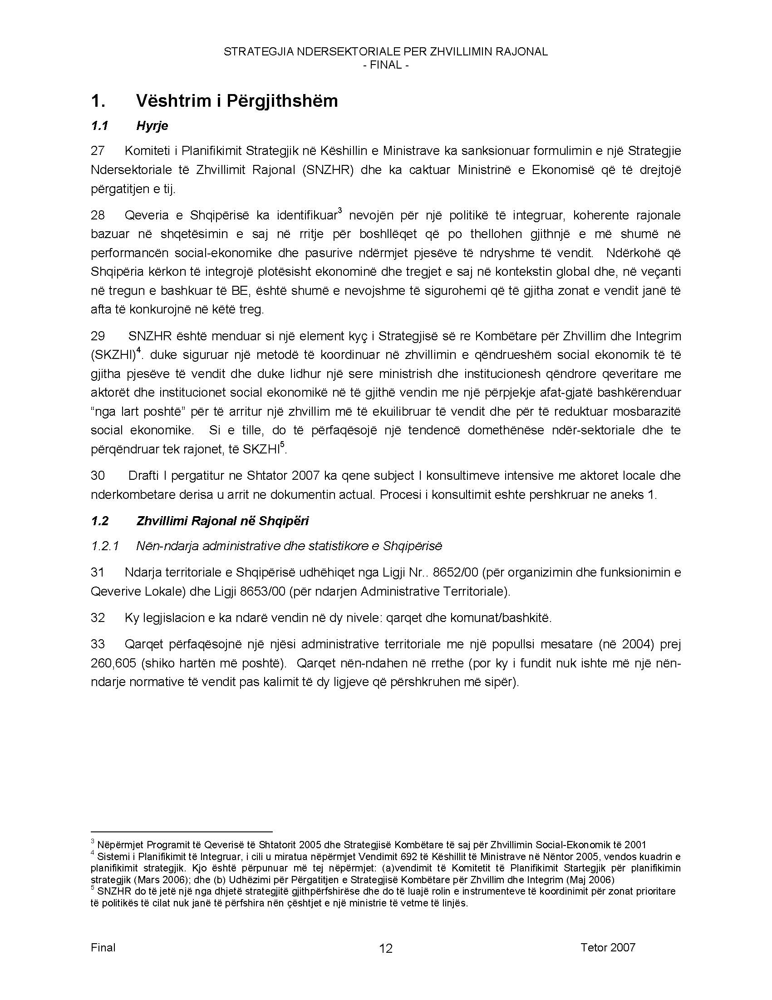 STRATEGJIA NDERSEKTORIALE PER ZHVILLIMIN RAJONAL
- FINAL -
1. Vështrim i Përgjithshëm
1.1 Hyrje
27 Komiteti i Planifikimit Strategjik në Këshillin e Ministrave ka sanksionuar formulimin e një Strategjie
Ndersektoriale të Zhvillimit Rajonal (SNZHR) dhe ka caktuar Ministrinë e Ekonomisë që të drejtojë
përgatitjen e tij.
28 Qeveria e Shqipërisë ka identifikuar3 nevojën për një politikë të integruar, koherente rajonale
bazuar në shqetësimin e saj në rritje për boshllëqet që po thellohen gjithnjë e më shumë në
performancën social-ekonomike dhe pasurive ndërmjet pjesëve të ndryshme të vendit. Ndërkohë që
Shqipëria kërkon të integrojë plotësisht ekonominë dhe tregjet e saj në kontekstin global dhe, në veçanti
në tregun e bashkuar të BE, është shumë e nevojshme të sigurohemi që të gjitha zonat e vendit janë të
afta të konkurojnë në këtë treg.
29 SNZHR është menduar si një element kyç i Strategjisë së re Kombëtare për Zhvillim dhe Integrim
(SKZHI)4. duke siguruar një metodë të koordinuar në zhvillimin e qëndrueshëm social ekonomik të të
gjitha pjesëve të vendit dhe duke lidhur një sere ministrish dhe institucionesh qëndrore qeveritare me
aktorët dhe institucionet social ekonomikë në të gjithë vendin me një përpjekje afat-gjatë bashkërenduar
“nga lart poshtë” për të arritur një zhvillim më të ekuilibruar të vendit dhe për të reduktuar mosbarazitë
social ekonomike. Si e tille, do të përfaqësojë një tendencë domethënëse ndër-sektoriale dhe te
përqëndruar tek rajonet, të SKZHI5.
30 Drafti I pergatitur ne Shtator 2007 ka qene subject I konsultimeve intensive me aktoret locale dhe
nderkombetare derisa u arrit ne dokumentin actual. Procesi i konsultimit eshte pershkruar ne aneks 1.
1.2 Zhvillimi Rajonal në Shqipëri
1.2.1 Nën-ndarja administrative dhe statistikore e Shqipërisë
31 Ndarja territoriale e Shqipërisë udhëhiqet nga Ligji Nr.. 8652/00 (për organizimin dhe funksionimin e
Qeverive Lokale) dhe Ligji 8653/00 (për ndarjen Administrative Territoriale).
32 Ky legjislacion e ka ndarë vendin në dy nivele: qarqet dhe komunat/bashkitë.
33 Qarqet përfaqësojnë një njësi administrative territoriale me një popullsi mesatare (në 2004) prej
260,605 (shiko hartën më poshtë). Qarqet nën-ndahen në rrethe (por ky i fundit nuk ishte më një nën-
ndarje normative të vendit pas kalimit të dy ligjeve që përshkruhen më sipër).
3 Nëpërmjet Programit të Qeverisë të Shtatorit 2005 dhe Strategjisë Kombëtare të saj për Zhvillimin Social-Ekonomik të 2001
4 Sistemi i Planifikimit të Integruar, i cili u miratua nëpërmjet Vendimit 692 të Këshillit të Ministrave në Nëntor 2005, vendos kuadrin e
planifikimit strategjik. Kjo është përpunuar më tej nëpërmjet: (a)vendimit të Komitetit të Planifikimit Startegjik për planifikimin
strategjik (Mars 2006); dhe (b) Udhëzimi për Përgatitjen e Strategjisë Kombëtare për Zhvillim dhe Integrim (Maj 2006)
5 SNZHR do të jetë një nga dhjetë strategjitë gjithpërfshirëse dhe do të luajë rolin e instrumenteve të koordinimit për zonat prioritare
të politikës të cilat nuk janë të përfshira nën çështjet e një ministrie të vetme të linjës.
Final 12 Tetor 2007